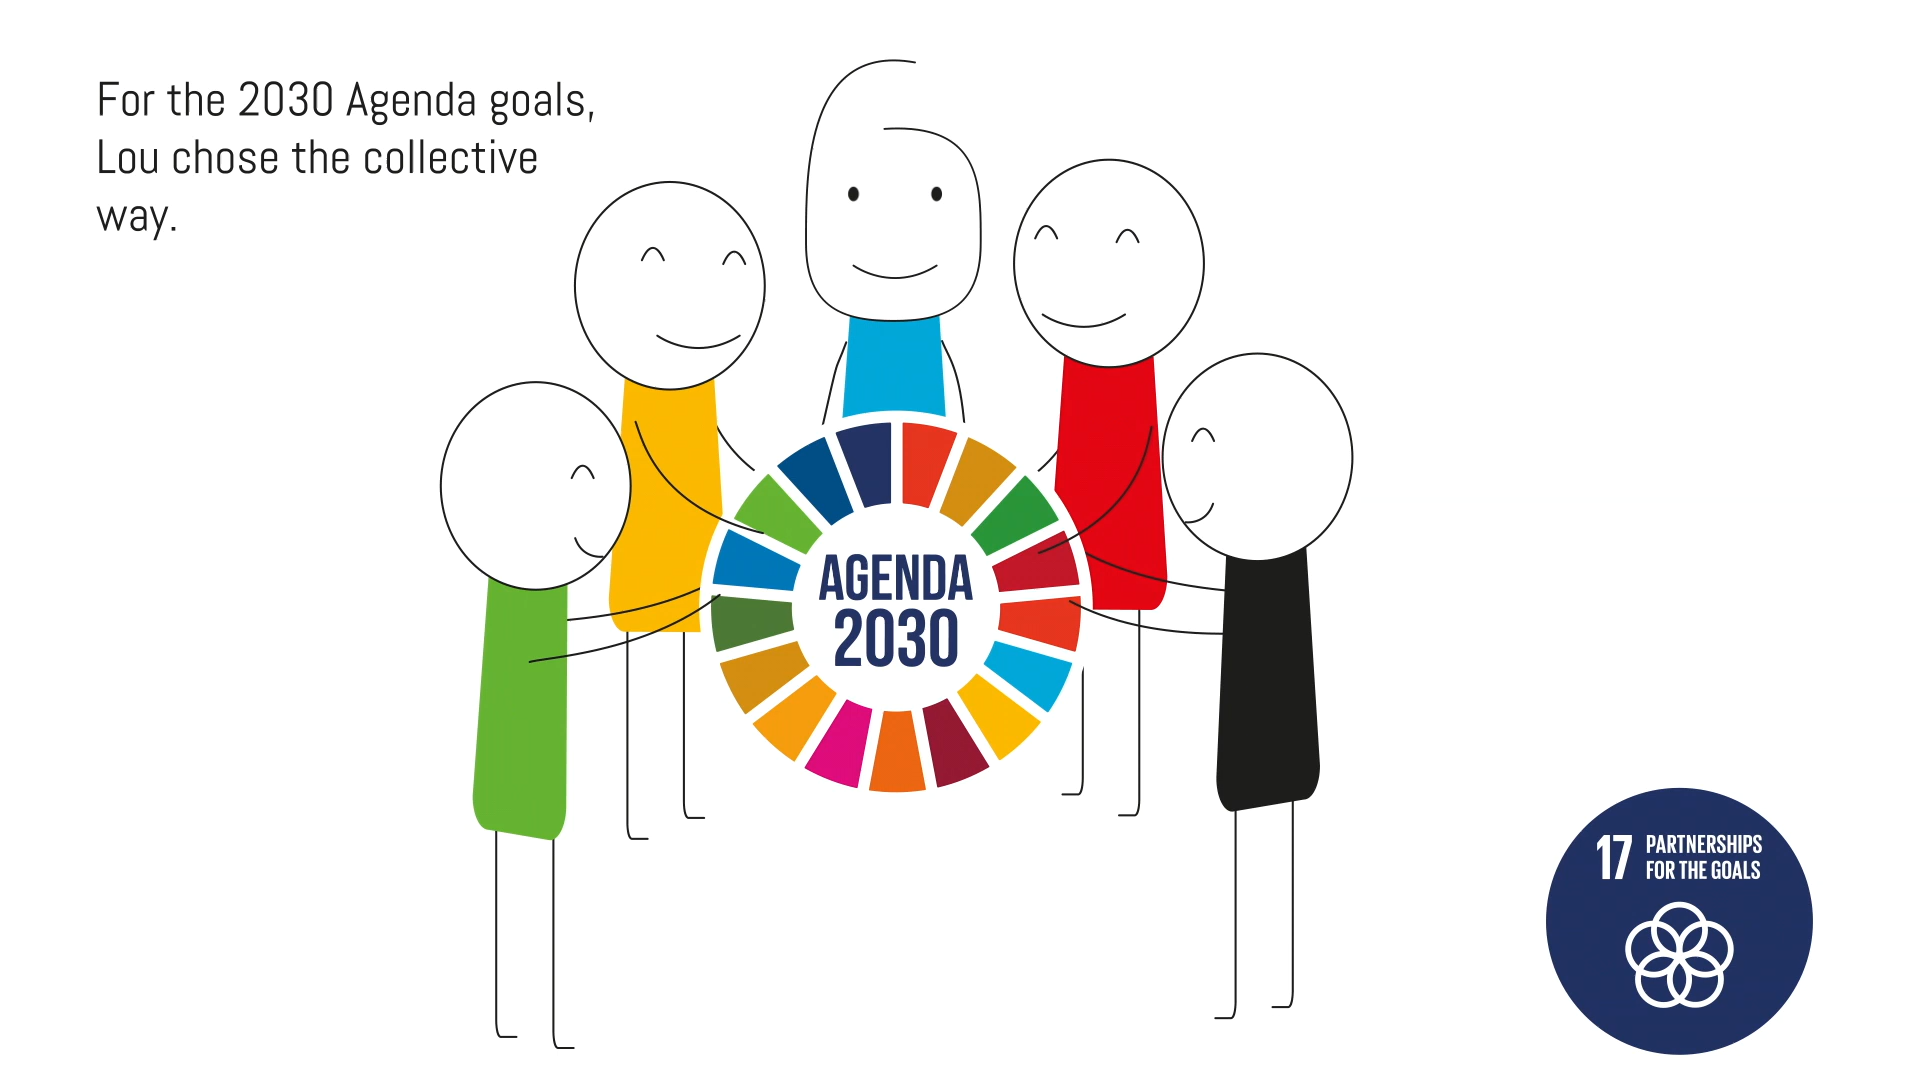 For the 2030 Agenda goals,
Lou chose the collective
way.
AGENDA
2030
17 PARTNERSHIPS
FOR THE GOALS